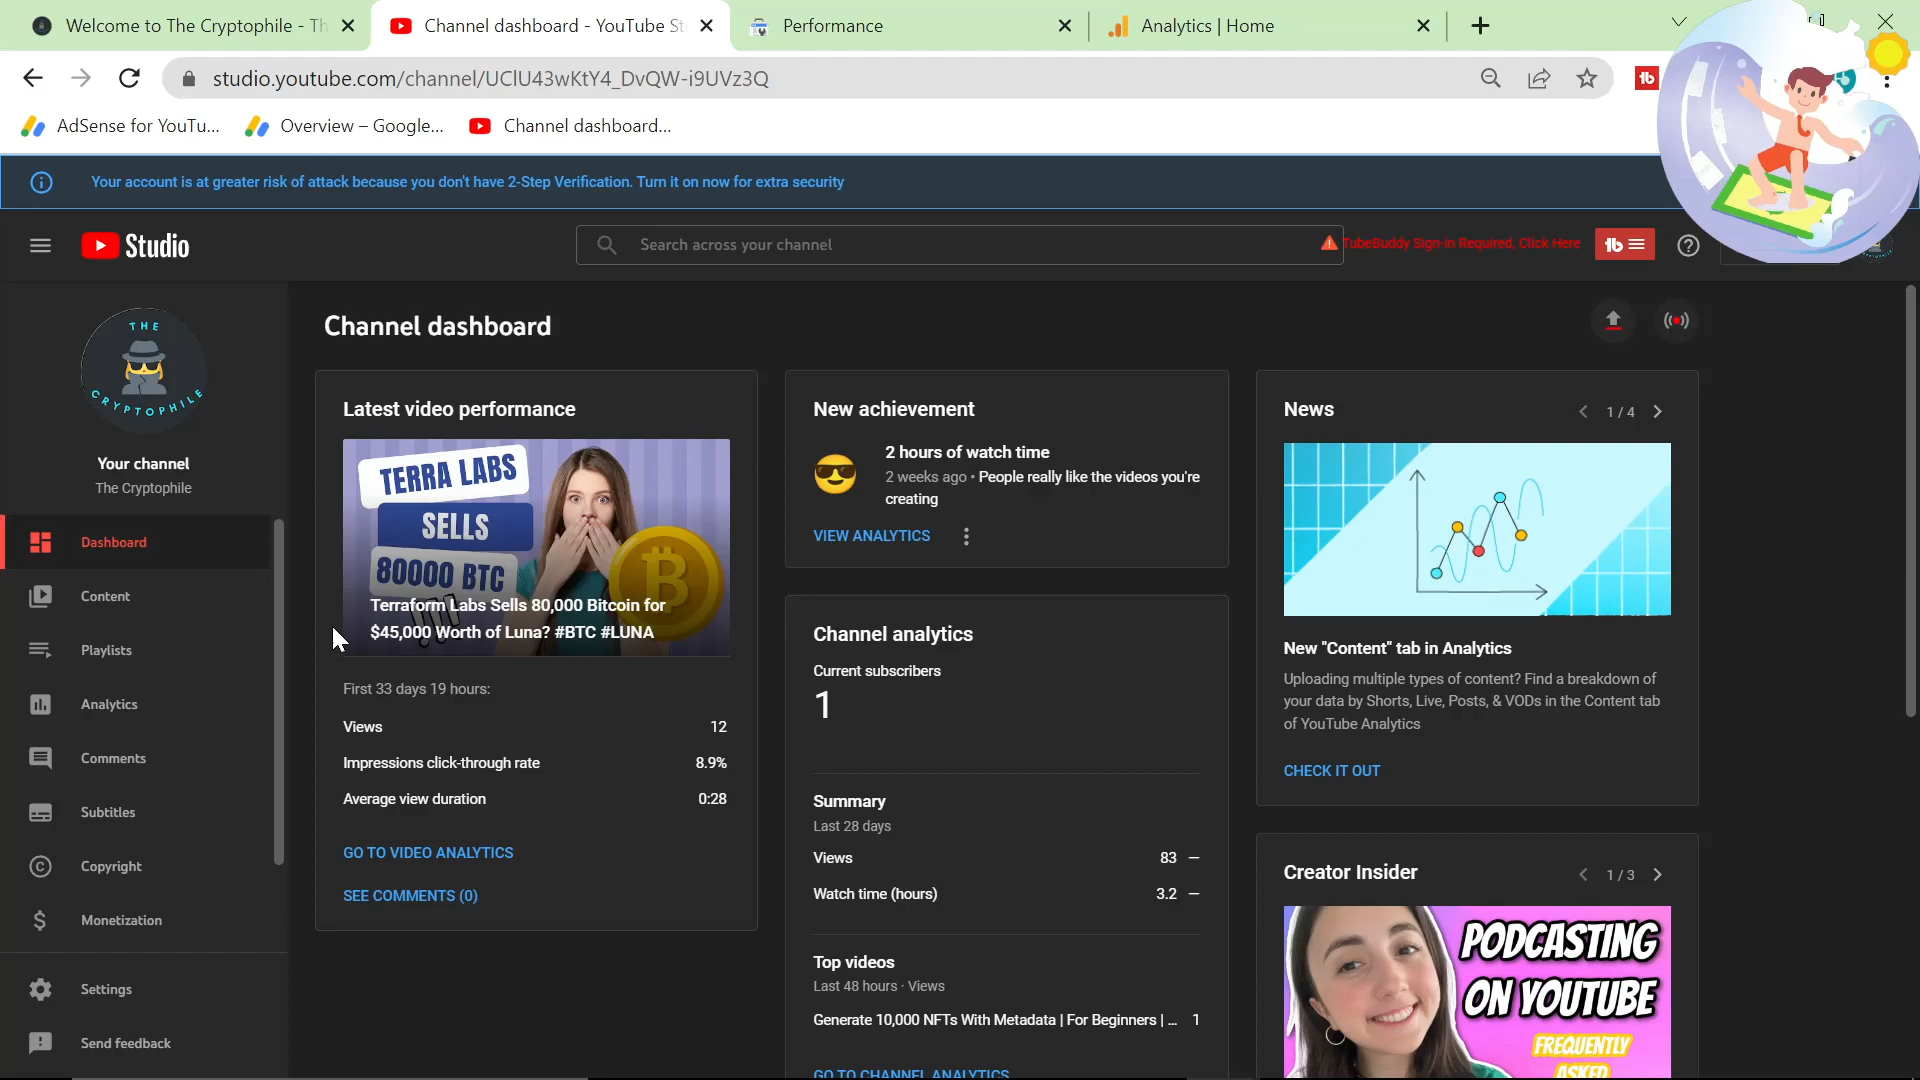 Welcome to The Cryptophile - Th
Channel dashboard - YouTube St
Performance
Analytics | Home
studio.youtube.com/channel/UClU43wKtY4_DvQW-i9UVz3Q
tb
AdSense for YouTu...
Overview – Google...
Channel dashboard...
Your account is at greater risk of attack because you don't have 2-Step Verification. Turn it on now for extra security
Studio
Search across your channel
TubeBuddy Sign-in Required, Click Here
tb
THE
CRYPTOPHILE
Your channel
The Cryptophile
Dashboard
Content
Playlists
Analytics
Comments
Subtitles
Copyright
Monetization
Settings
Send feedback
Channel dashboard
Latest video performance
TERRA LABS
SELLS
80000 BTC
Terraform Labs Sells 80,000 Bitcoin for
$45,000 Worth of Luna? #BTC #LUNA
First 33 days 19 hours:
Views 12
Impressions click-through rate 8.9%
Average view duration 0:28
GO TO VIDEO ANALYTICS
SEE COMMENTS (0)
New achievement
2 hours of watch time
2 weeks ago • People really like the videos you're
creating
VIEW ANALYTICS
Channel analytics
Current subscribers
1
Summary
Last 28 days
Views 83 —
Watch time (hours) 3.2 —
Top videos
Last 48 hours · Views
Generate 10,000 NFTs With Metadata | For Beginners | ... 1
GO TO CHANNEL ANALYTICS
News
1 / 4
New "Content" tab in Analytics
Uploading multiple types of content? Find a breakdown of
your data by Shorts, Live, Posts, & VODs in the Content tab
of YouTube Analytics
CHECK IT OUT
Creator Insider
1 / 3
PODCASTING
ON YOUTUBE
FREQUENTLY
ASKED